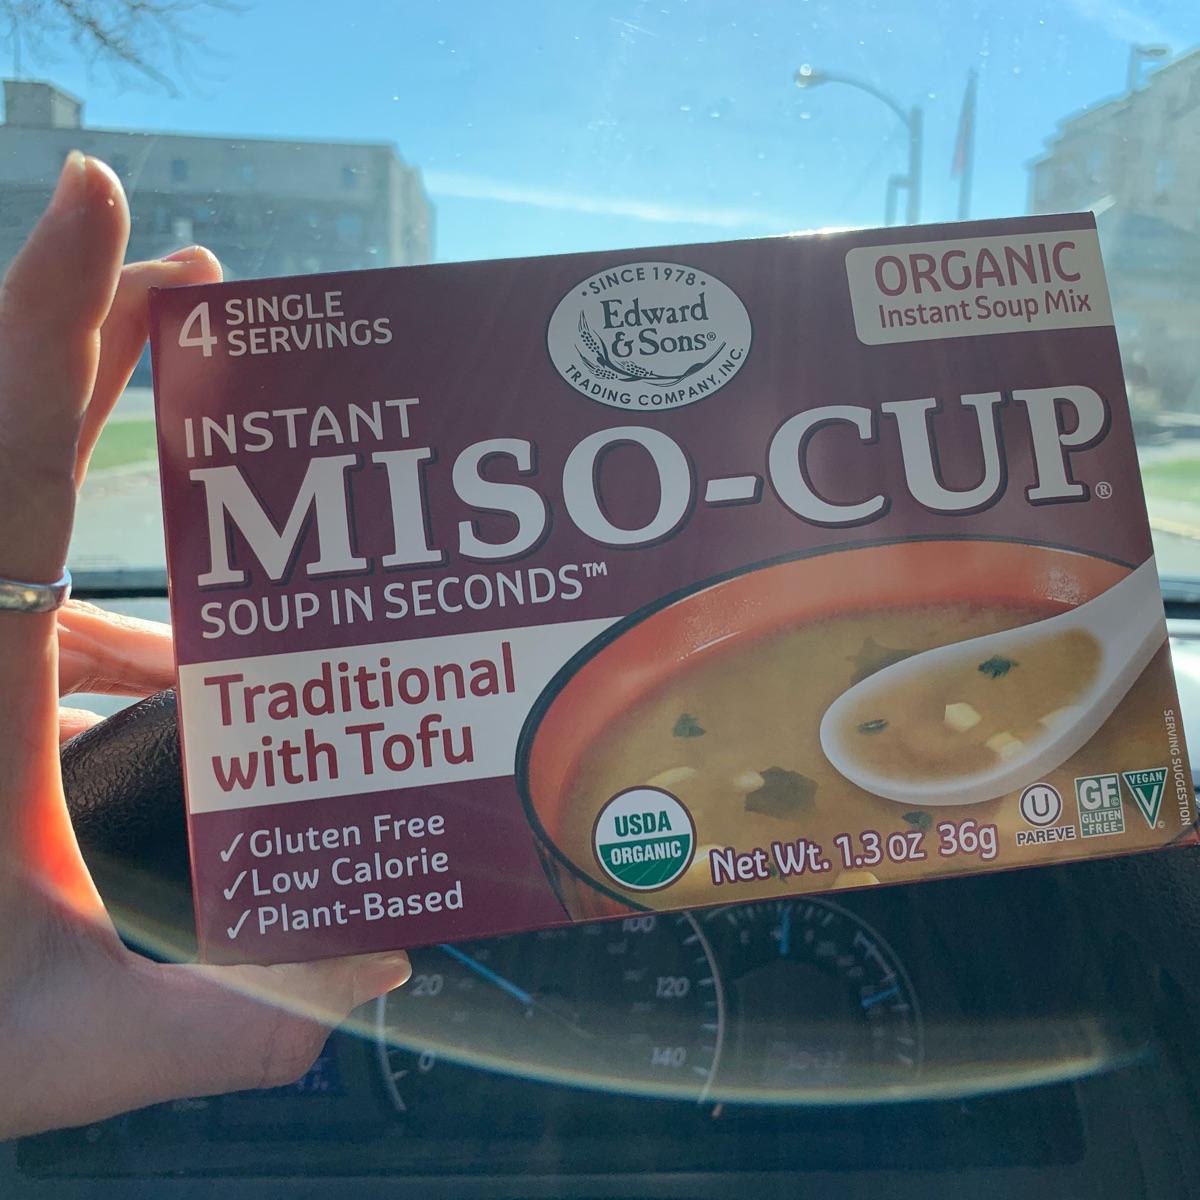 4 SINGLE
SERVINGS
· SINCE 1978 ·
Edward
& Sons®
TRADING COMPANY, INC.
ORGANIC
Instant Soup Mix
INSTANT
MISO-CUP®
SOUP IN SECONDS™
Traditional
with Tofu
✓Gluten Free
✓Low Calorie
✓Plant-Based
USDA
ORGANIC
Net Wt. 1.3 oz 36g
U
PAREVE
GF
GLUTEN
-FREE-
VEGAN
V
SERVING SUGGESTION
0
20
100
120
140